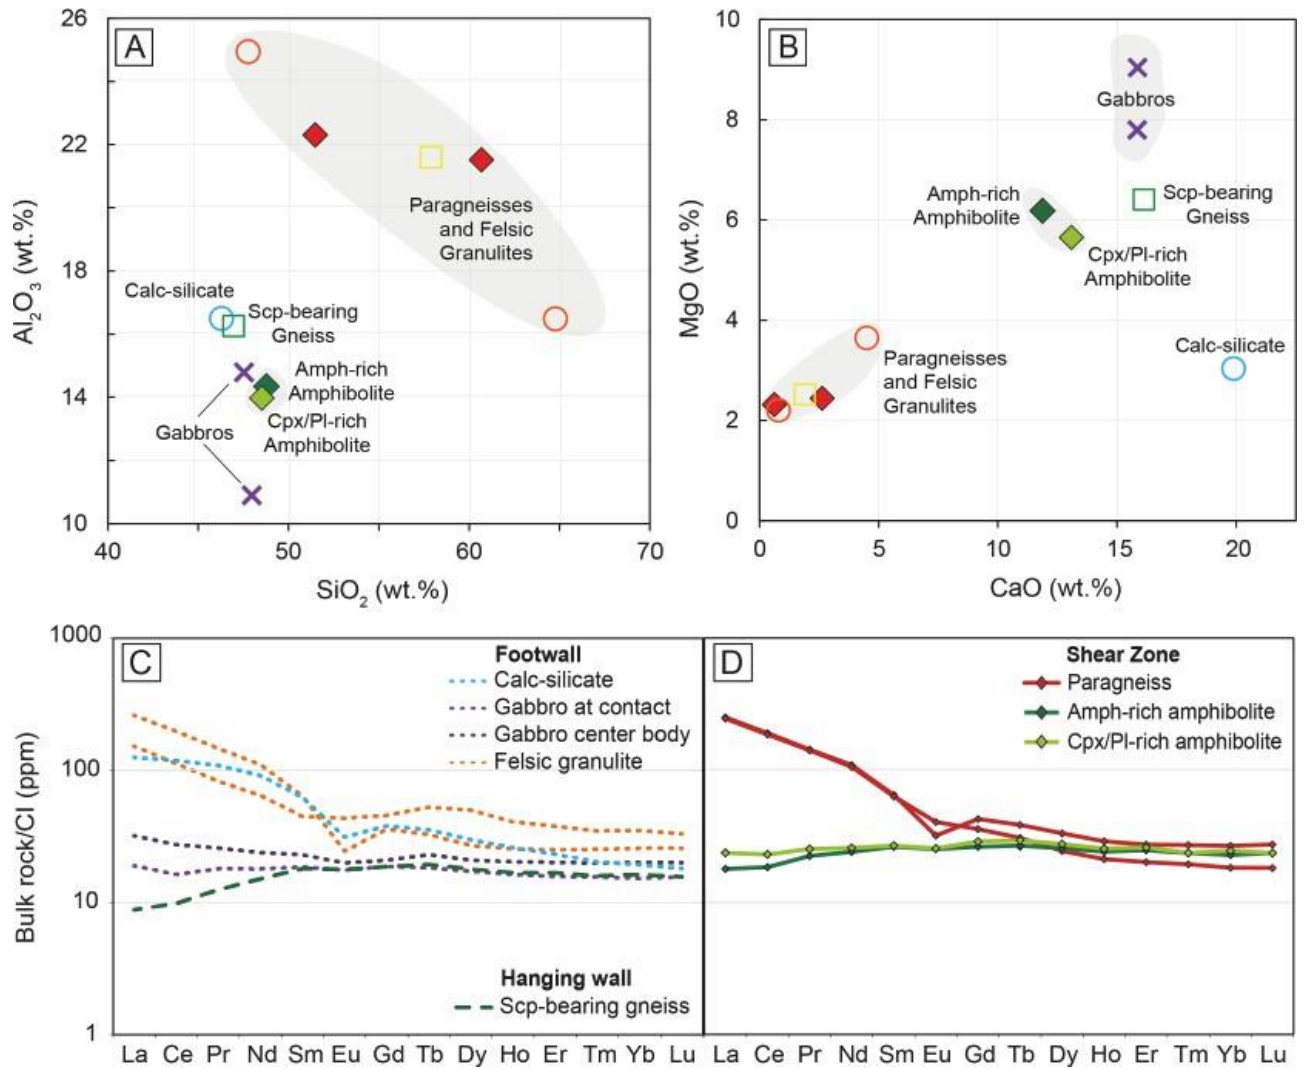 A
26
22
18
14
10
Al2O3 (wt.%)
Paragneisses
and Felsic
Granulites
Calc-silicate
Scp-bearing
Gneiss
Amph-rich
Amphibolite
Gabbros
Cpx/Pl-rich
Amphibolite
40
50
60
70
SiO2 (wt.%)
B
10
8
6
4
2
0
MgO (wt.%)
Gabbros
Amph-rich
Amphibolite
Scp-bearing
Gneiss
Cpx/Pl-rich
Amphibolite
Calc-silicate
Paragneisses
and Felsic
Granulites
0
5
10
15
20
CaO (wt.%)
C
1000
100
10
1
Bulk rock/CI (ppm)
Footwall
Calc-silicate
Gabbro at contact
Gabbro center body
Felsic granulite
Hanging wall
Scp-bearing gneiss
La Ce Pr Nd Sm Eu Gd Tb Dy Ho Er Tm Yb Lu
D
Shear Zone
Paragneiss
Amph-rich amphibolite
Cpx/Pl-rich amphibolite
La Ce Pr Nd Sm Eu Gd Tb Dy Ho Er Tm Yb Lu